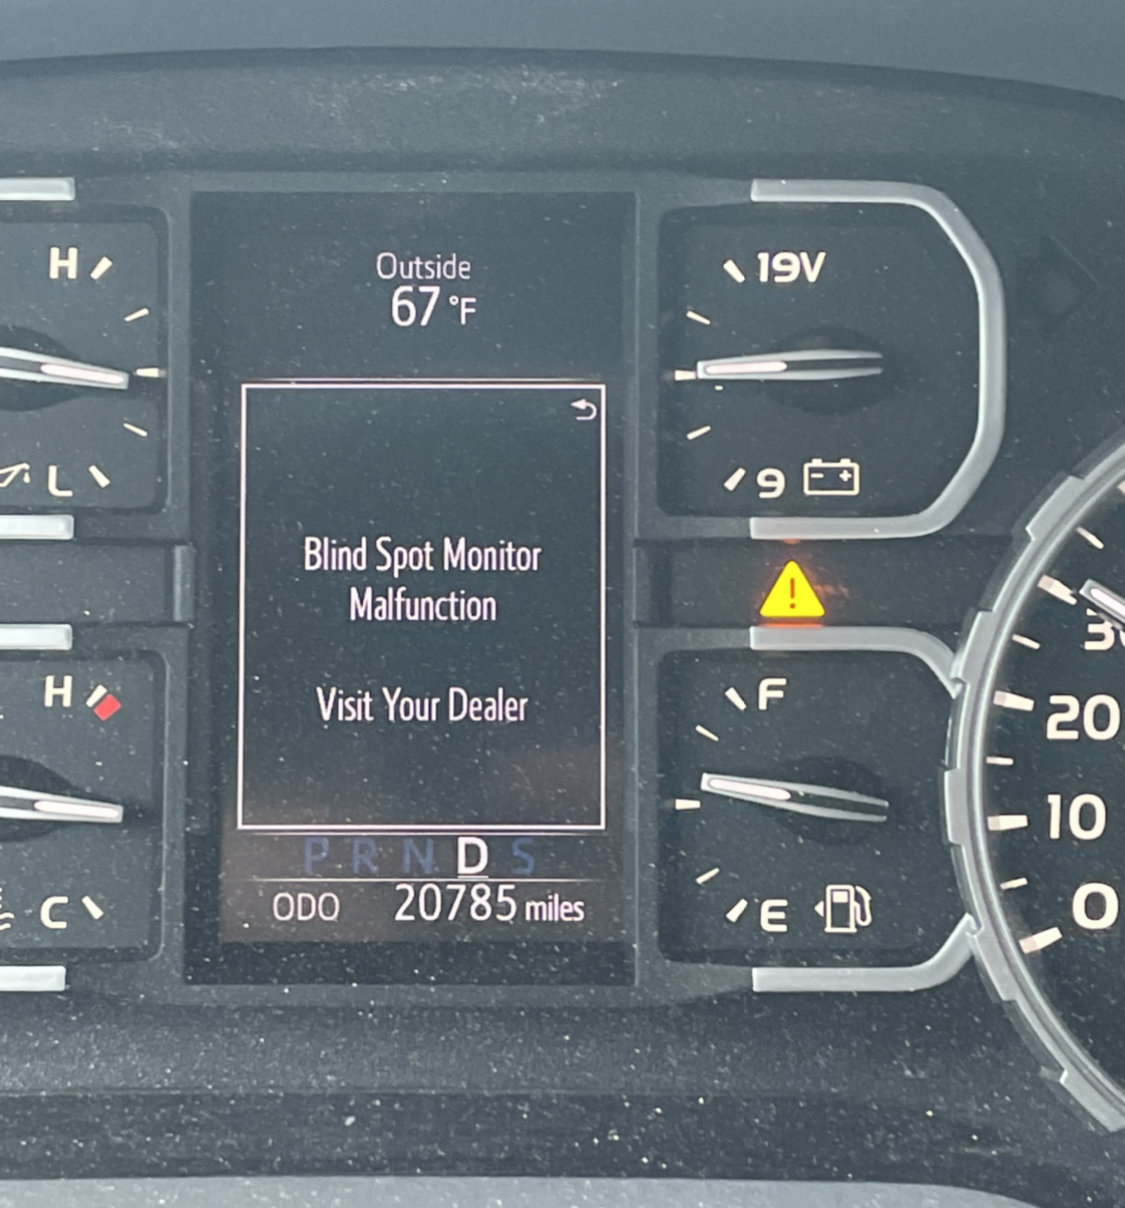 Outside
67 °F
H
L
19V
9
Blind Spot Monitor
Malfunction
Visit Your Dealer
H
C
F
E
P R N D S
ODO 20785 miles
20
10
0